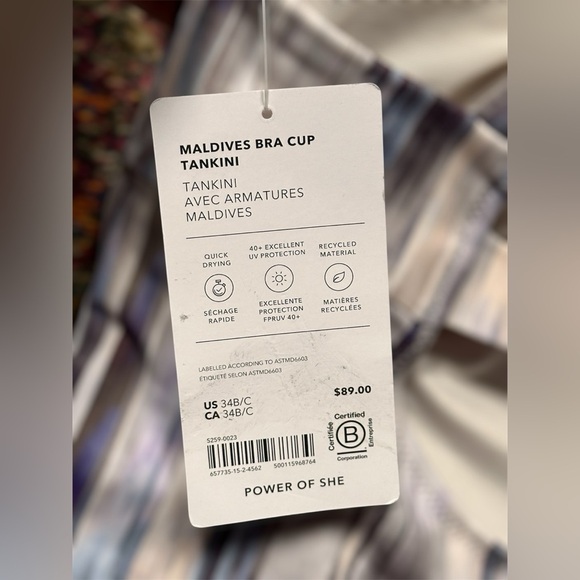 MALDIVES BRA CUP
TANKINI
TANKINI
AVEC ARMATURES
MALDIVES
QUICK
DRYING
40+ EXCELLENT
UV PROTECTION
RECYCLED
MATERIAL
SÉCHAGE
RAPIDE
EXCELLENTE
PROTECTION
FPRUV 40+
MATIÈRES
RECYCLÉES
LABELLED ACCORDING TO ASTMD6603
ÉTIQUETÉ SELON ASTMD6603
US 34B/C
CA 34B/C
$89.00
S259-0023
657735-15-2-4562 500115968764
Certified
Certifiée
B
Entreprise
Corporation
POWER OF SHE